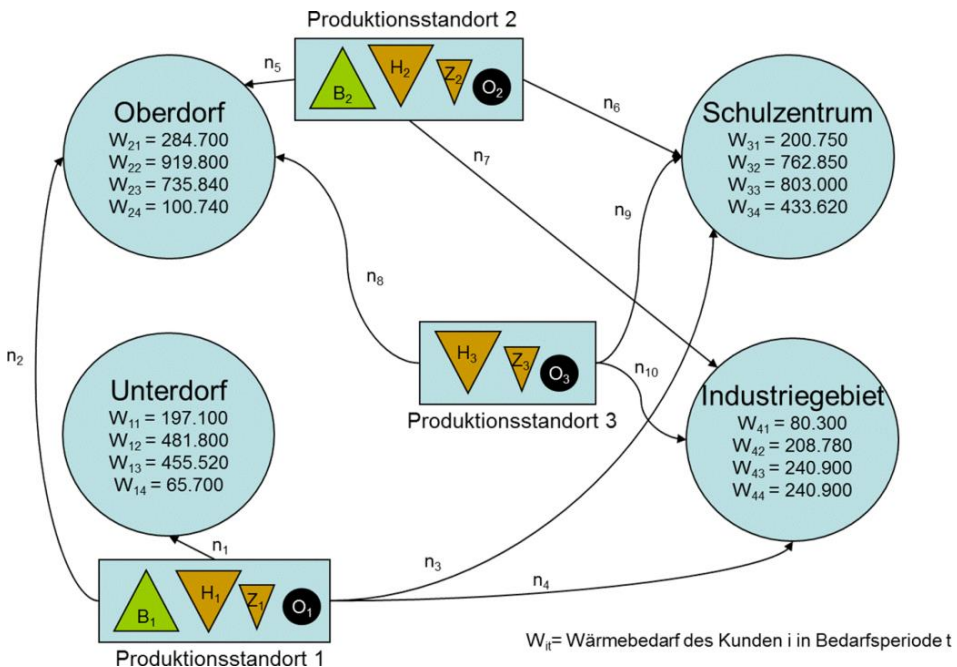 Produktionsstandort 2
B₂
H₂
Z₂
O₂
n₅
n₆
n₇
Oberdorf
W₂₁ = 284.700
W₂₂ = 919.800
W₂₃ = 735.840
W₂₄ = 100.740
Schulzentrum
W₃₁ = 200.750
W₃₂ = 762.850
W₃₃ = 803.000
W₃₄ = 433.620
n₉
n₈
n₂
H₃
Z₃
O₃
n₁₀
Produktionsstandort 3
Unterdorf
W₁₁ = 197.100
W₁₂ = 481.800
W₁₃ = 455.520
W₁₄ = 65.700
Industriegebiet
W₄₁ = 80.300
W₄₂ = 208.780
W₄₃ = 240.900
W₄₄ = 240.900
n₁
n₃
n₄
B₁
H₁
Z₁
O₁
Produktionsstandort 1
Wᵢₜ= Wärmebedarf des Kunden i in Bedarfsperiode t